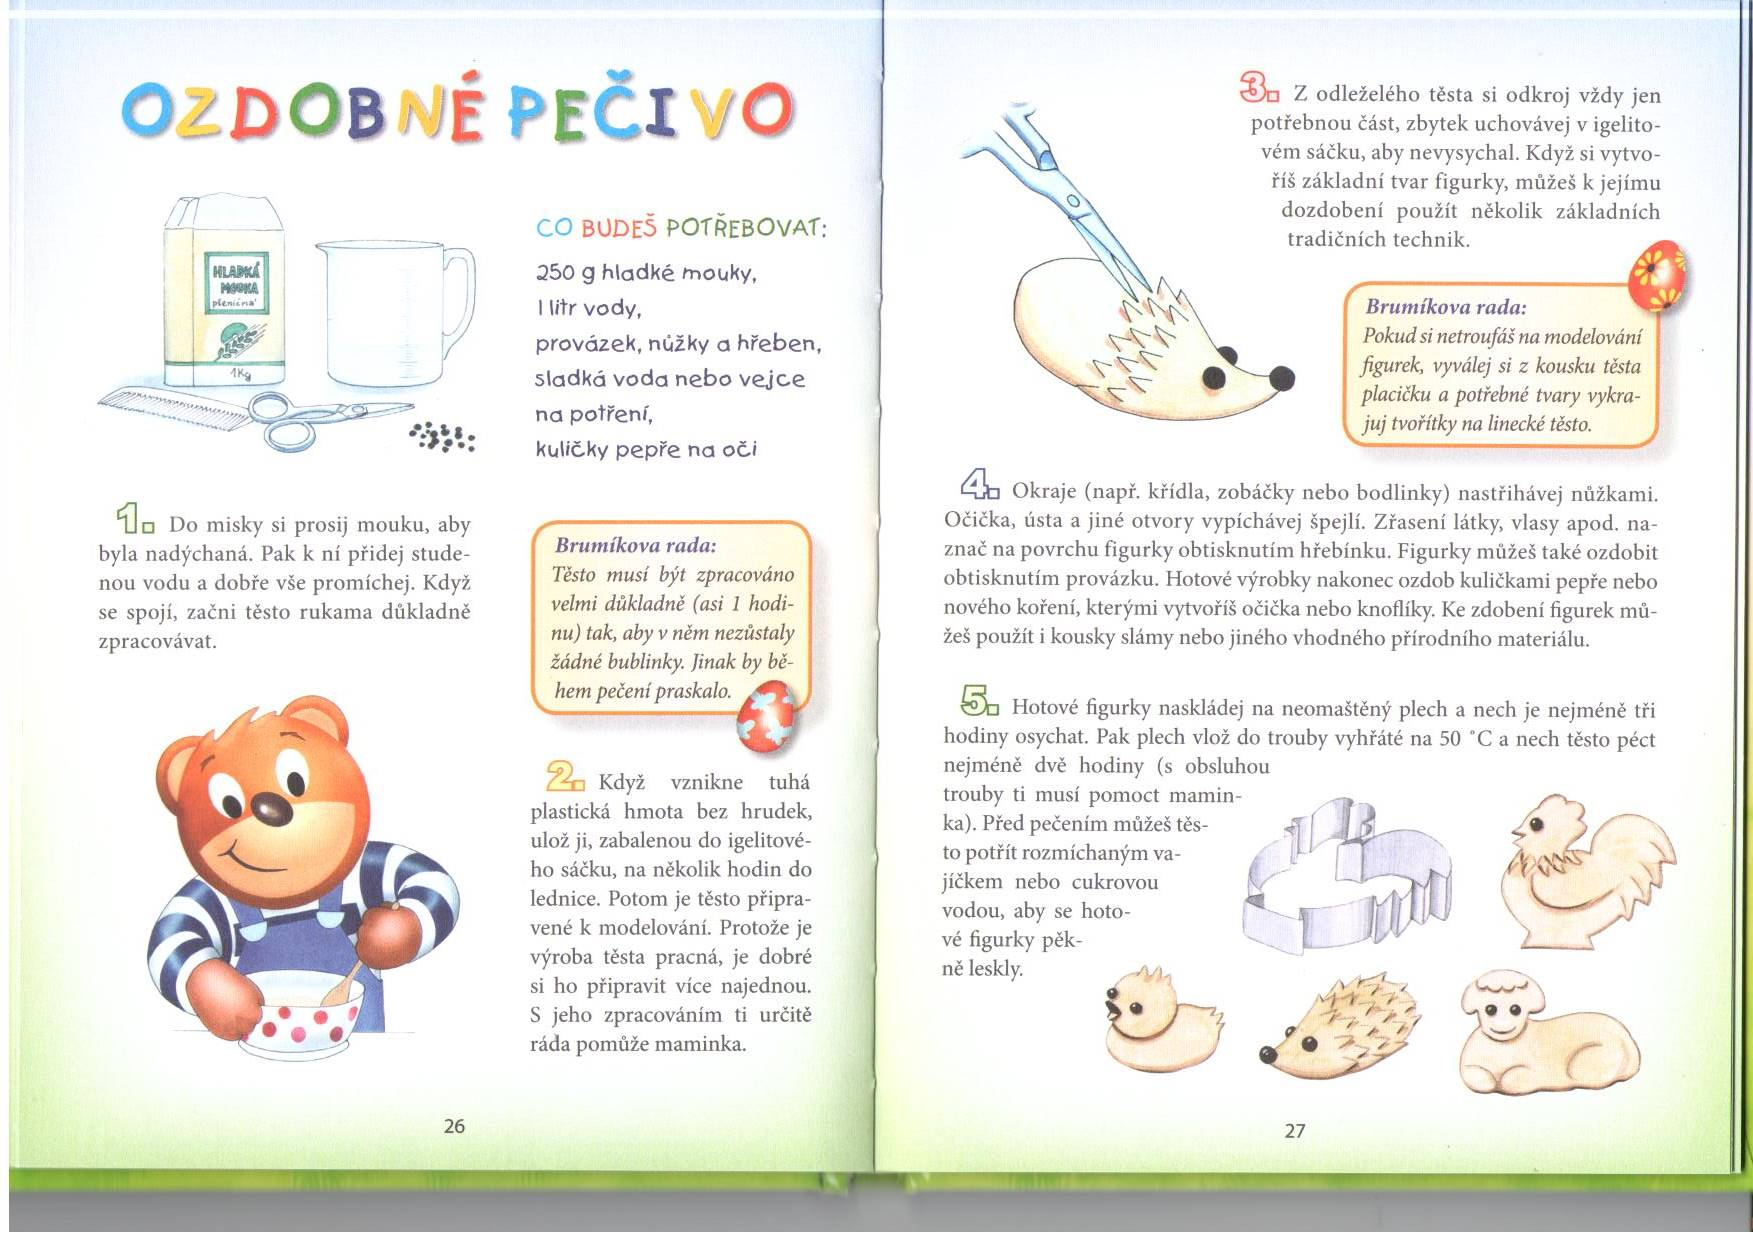 OZDOBNÉ PEČIVO
HLADKÁ
MOUKA
pšeničná
1Kg
CO BUDEŠ POTŘEBOVAT:
250 g hladké mouky,
1 litr vody,
provázek, nůžky a hřeben,
sladká voda nebo vejce
na potření,
kuličky pepře na oči
1. Do misky si prosij mouku, aby
byla nadýchaná. Pak k ní přidej stude-
nou vodu a dobře vše promíchej. Když
se spojí, začni těsto rukama důkladně
zpracovávat.
Brumíkova rada:
Těsto musí být zpracováno
velmi důkladně (asi 1 hodi-
nu) tak, aby v něm nezůstaly
žádné bublinky. Jinak by bě-
hem pečení praskalo.
2. Když vznikne tuhá
plastická hmota bez hrudek,
ulož ji, zabalenou do igelitové-
ho sáčku, na několik hodin do
lednice. Potom je těsto připra-
vené k modelování. Protože je
výroba těsta pracná, je dobré
si ho připravit více najednou.
S jeho zpracováním ti určitě
ráda pomůže maminka.
26
3. Z odleželého těsta si odkroj vždy jen
potřebnou část, zbytek uchovávej v igelito-
vém sáčku, aby nevysychal. Když si vytvo-
říš základní tvar figurky, můžeš k jejímu
dozdobení použít několik základních
tradičních technik.
Brumíkova rada:
Pokud si netroufáš na modelování
figurek, vyválej si z kousku těsta
placičku a potřebné tvary vykra-
juj tvořítky na linecké těsto.
4. Okraje (např. křídla, zobáčky nebo bodlinky) nastřihávej nůžkami.
Očička, ústa a jiné otvory vypíchávej špejlí. Zřasení látky, vlasy apod. na-
znač na povrchu figurky obtisknutím hřebínku. Figurky můžeš také ozdobit
obtisknutím provázku. Hotové výrobky nakonec ozdob kuličkami pepře nebo
nového koření, kterými vytvoříš očička nebo knoflíky. Ke zdobení figurek mů-
žeš použít i kousky slámy nebo jiného vhodného přírodního materiálu.
5. Hotové figurky naskládej na neomaštěný plech a nech je nejméně tři
hodiny osychat. Pak plech vlož do trouby vyhřáté na 50 °C a nech těsto péct
nejméně dvě hodiny (s obsluhou
trouby ti musí pomoct mamin-
ka). Před pečením můžeš těs-
to potřít rozmíchaným va-
jíčkem nebo cukrovou
vodou, aby se hoto-
vé figurky pěk-
ně leskly.
27